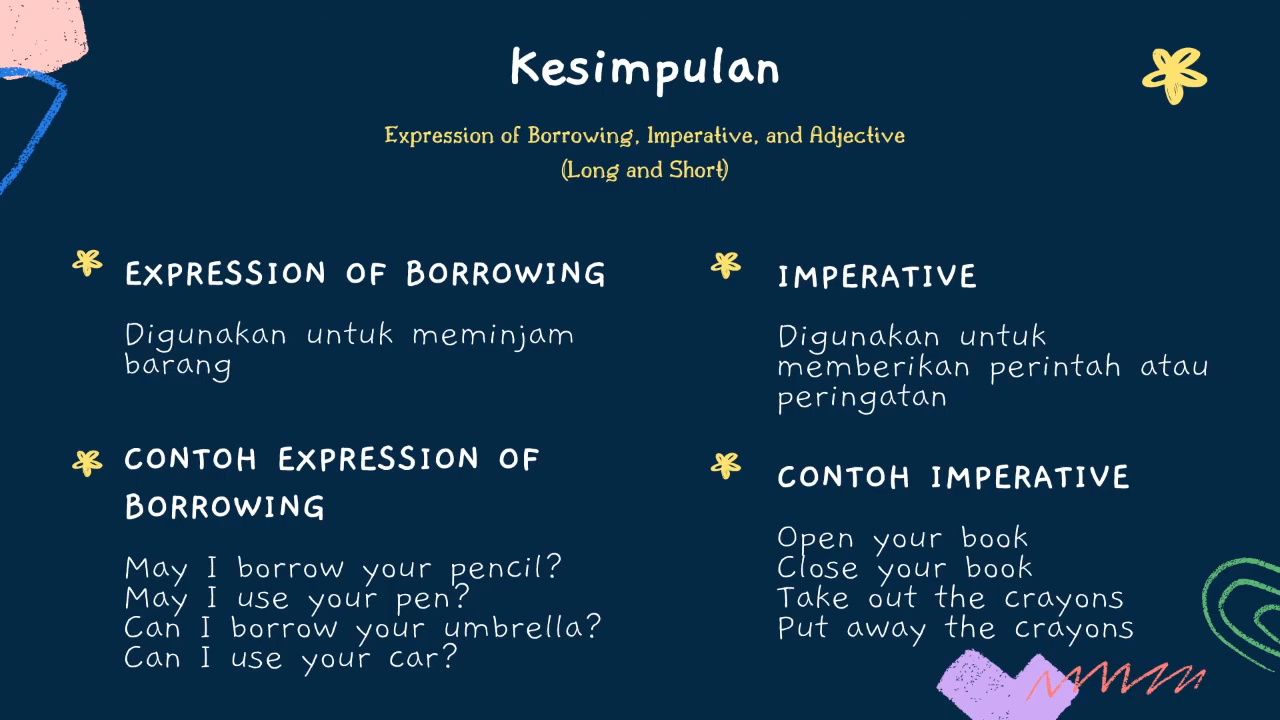 Kesimpulan
Expression of Borrowing, Imperative, and Adjective
(Long and Short)
EXPRESSION OF BORROWING
Digunakan untuk meminjam
barang
CONTOH EXPRESSION OF
BORROWING
May I borrow your pencil?
May I use your pen?
Can I borrow your umbrella?
Can I use your car?
IMPERATIVE
Digunakan untuk
memberikan perintah atau
peringatan
CONTOH IMPERATIVE
Open your book
Close your book
Take out the crayons
Put away the crayons